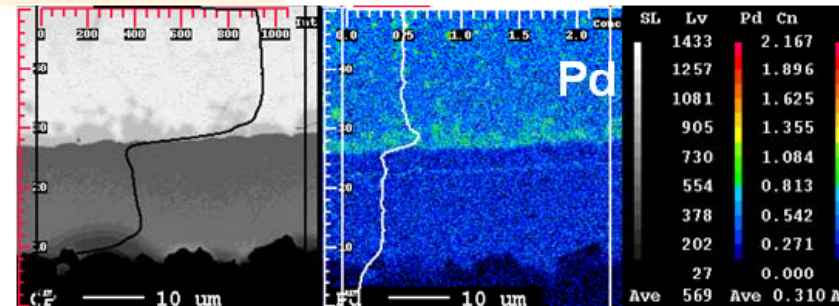 0 200 400 600 800 1000 Int
0.0 0.5 1.0 1.5 2.0 Conc
SL Lv Pd Cn
1433 2.167
1257 1.896
1081 1.625
905 1.355
730 1.084
554 0.813
378 0.542
202 0.271
27 0.000
Ave 569 Ave 0.310
Pd
40
30
20
10
40
30
20
10
CP 10 um
Pd 10 um